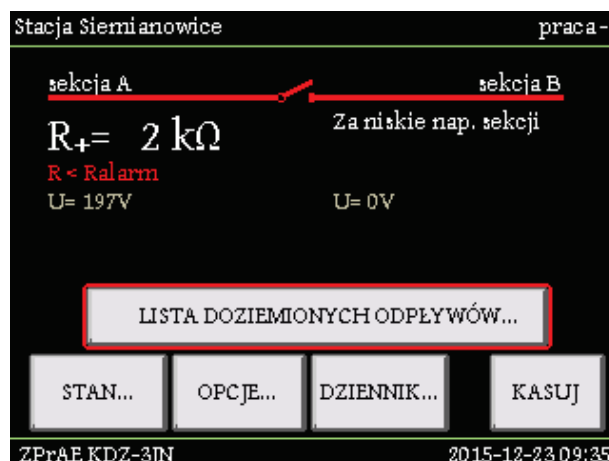 Stacja Siemianowice praca-
sekcja A sekcja B
R+= 2 kΩ Za niskie nap. sekcji
R < Ralarm
U= 197V U= 0V
LISTA DOZIEMIONYCH ODPŁYWÓW...
STAN... OPCJE... DZIENNIK... KASUJ
ZPrAE KDZ-3JN 2015-12-23 09:35